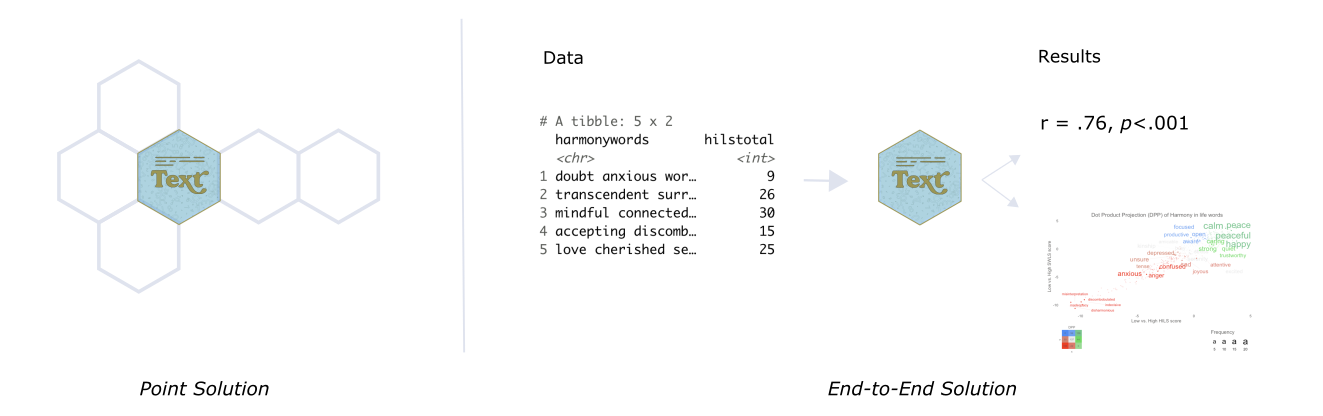 Text
Point Solution
Data
# A tibble: 5 x 2
harmonywords hilstotal
<chr> <int>
1 doubt anxious wor… 9
2 transcendent surr… 26
3 mindful connected… 30
4 accepting discomb… 15
5 love cherished se… 25
Text
Results
r = .76, p<.001
Dot Product Projection (DPP) of Harmony in life words
focused calm peace
productive open peaceful
aware caring happy
strong quiet
depressed trustworthy
unsure
tense confused sad attentive
joyous
anxious anger
disharmonious
Low vs. High SWLS score
Low vs. High HILS score
Frequency
a a a a
End-to-End Solution